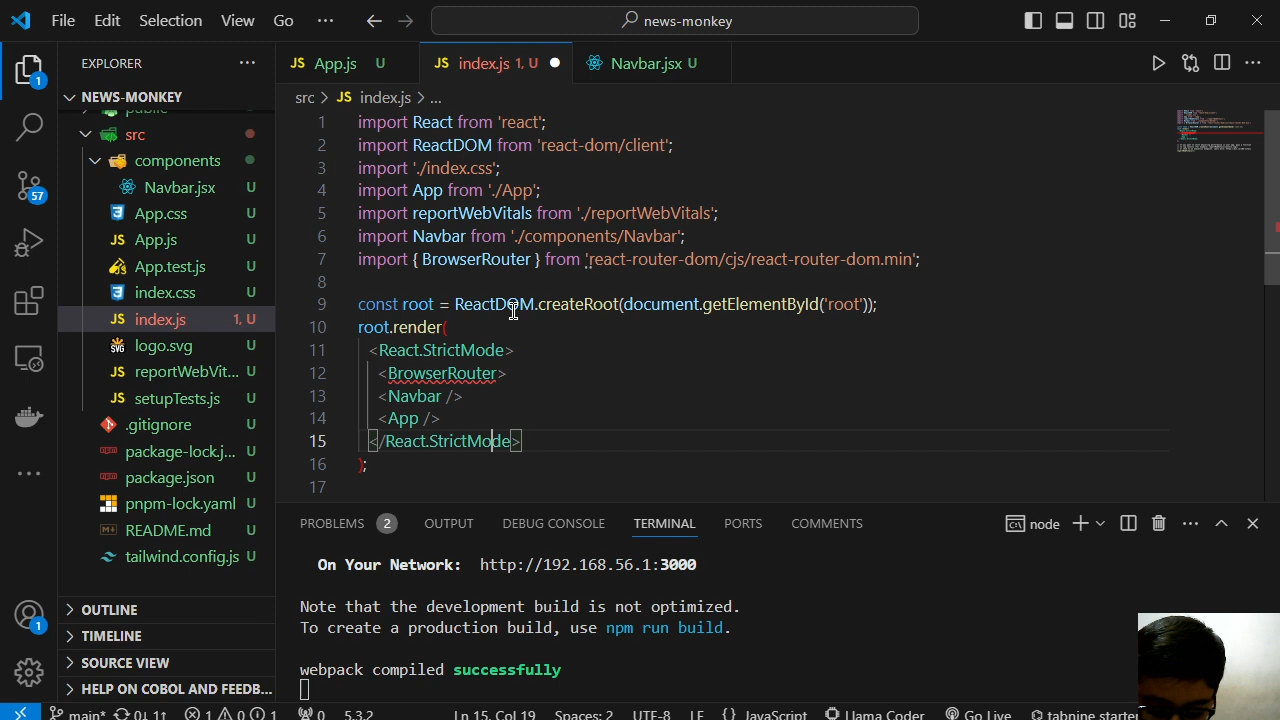 File Edit Selection View Go ··· news-monkey
EXPLORER ···
NEWS-MONKEY
public
src
components
Navbar.jsx U
App.css U
App.js U
App.test.js U
index.css U
index.js 1, U
logo.svg U
reportWebVit... U
setupTests.js U
.gitignore U
package-lock.j... U
package.json U
pnpm-lock.yaml U
README.md U
tailwind.config.js U
OUTLINE
TIMELINE
SOURCE VIEW
HELP ON COBOL AND FEEDB...
1
57
1
JS App.js U JS index.js 1, U Navbar.jsx U
src > JS index.js > ...
1 import React from 'react';
2 import ReactDOM from 'react-dom/client';
3 import './index.css';
4 import App from './App';
5 import reportWebVitals from './reportWebVitals';
6 import Navbar from './components/Navbar';
7 import { BrowserRouter } from 'react-router-dom/cjs/react-router-dom.min';
8
9 const root = ReactDOM.createRoot(document.getElementById('root'));
10 root.render(
11 <React.StrictMode>
12 <BrowserRouter>
13 <Navbar />
14 <App />
15 </React.StrictMode>
16 );
17
PROBLEMS 2 OUTPUT DEBUG CONSOLE TERMINAL PORTS COMMENTS node
On Your Network: http://192.168.56.1:3000
Note that the development build is not optimized.
To create a production build, use npm run build.
webpack compiled successfully
main* 0↓ 1↑ 1 0 1 0 5.3.2 Ln 15, Col 19 Spaces: 2 UTF-8 LF {} JavaScript Llama Coder Go Live tabnine starter